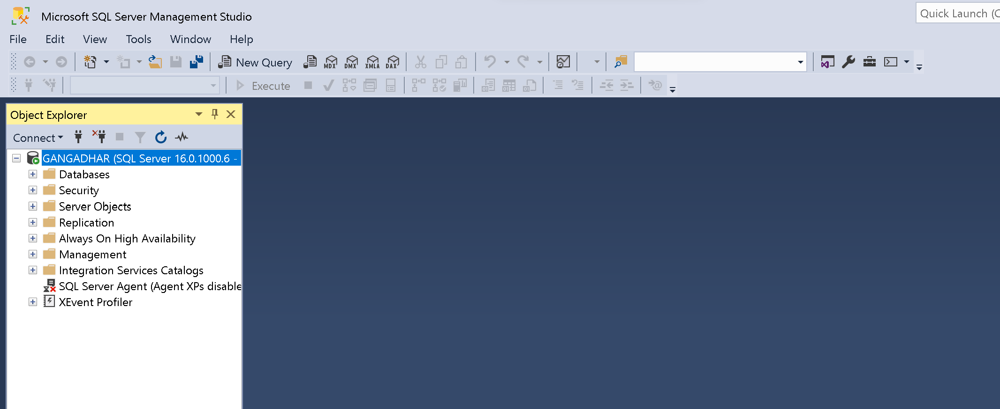 Microsoft SQL Server Management Studio
Quick Launch (
File Edit View Tools Window Help
New Query MDX DMX XMLA DAX
Execute
Object Explorer
Connect
GANGADHAR (SQL Server 16.0.1000.6 -
Databases
Security
Server Objects
Replication
Always On High Availability
Management
Integration Services Catalogs
SQL Server Agent (Agent XPs disable
XEvent Profiler